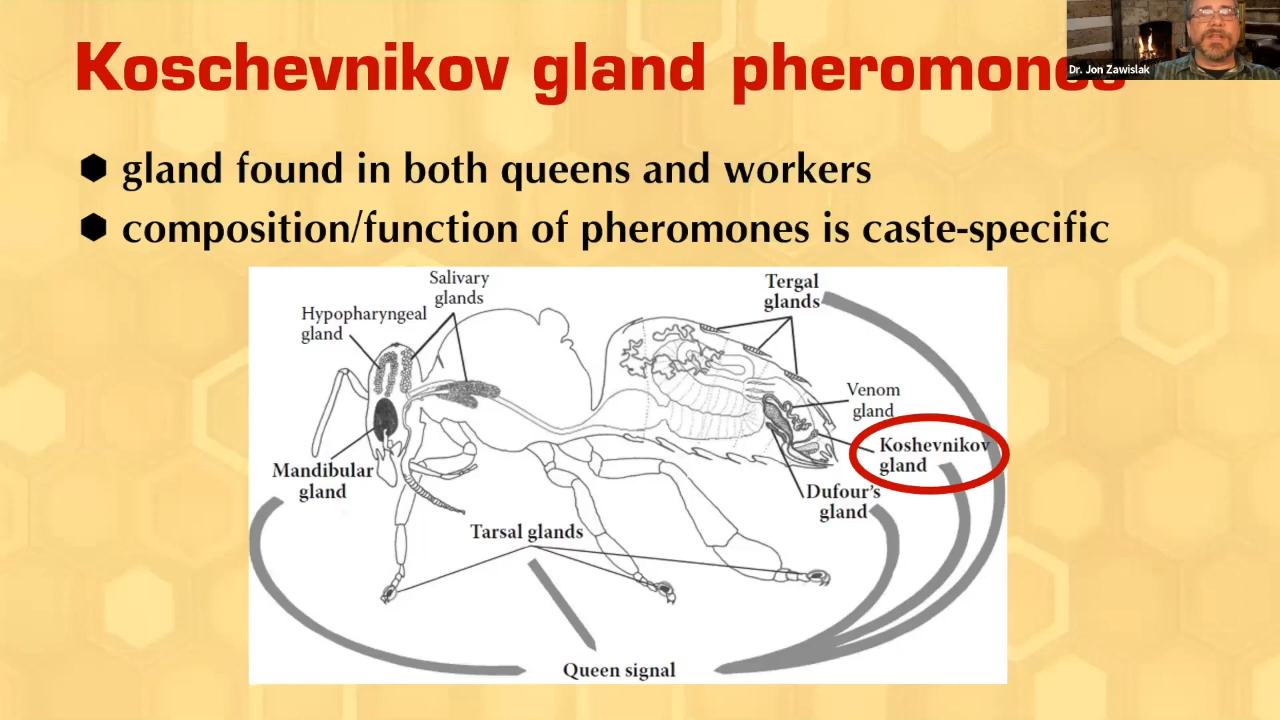 Koschevnikov gland pheromones
Dr. Jon Zawislak
gland found in both queens and workers
composition/function of pheromones is caste-specific
Salivary
glands
Hypopharyngeal
gland
Tergal
glands
Venom
gland
Koshevnikov
gland
Mandibular
gland
Dufour's
gland
Tarsal glands
Queen signal